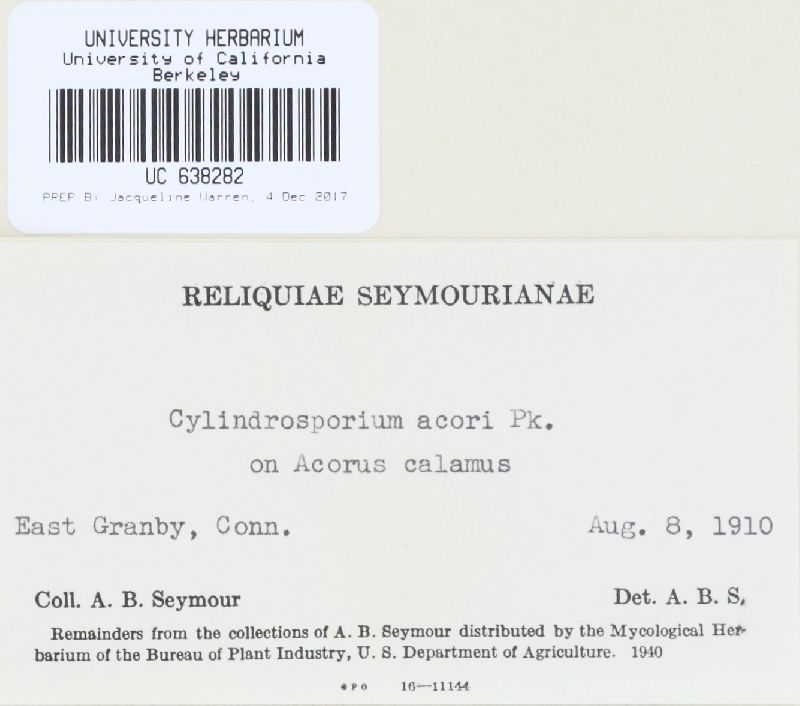 UNIVERSITY HERBARIUM
University of California
Berkeley
UC 638282
PREP BY Jacqueline Warren, 4 Dec 2017
RELIQUIAE SEYMOURIANAE
Cylindrosporium acori Pk.
on Acorus calamus
East Granby, Conn. Aug. 8, 1910
Coll. A. B. Seymour Det. A. B. S.
Remainders from the collections of A. B. Seymour distributed by the Mycological Her-
barium of the Bureau of Plant Industry, U. S. Department of Agriculture. 1940
GPO 16—11144